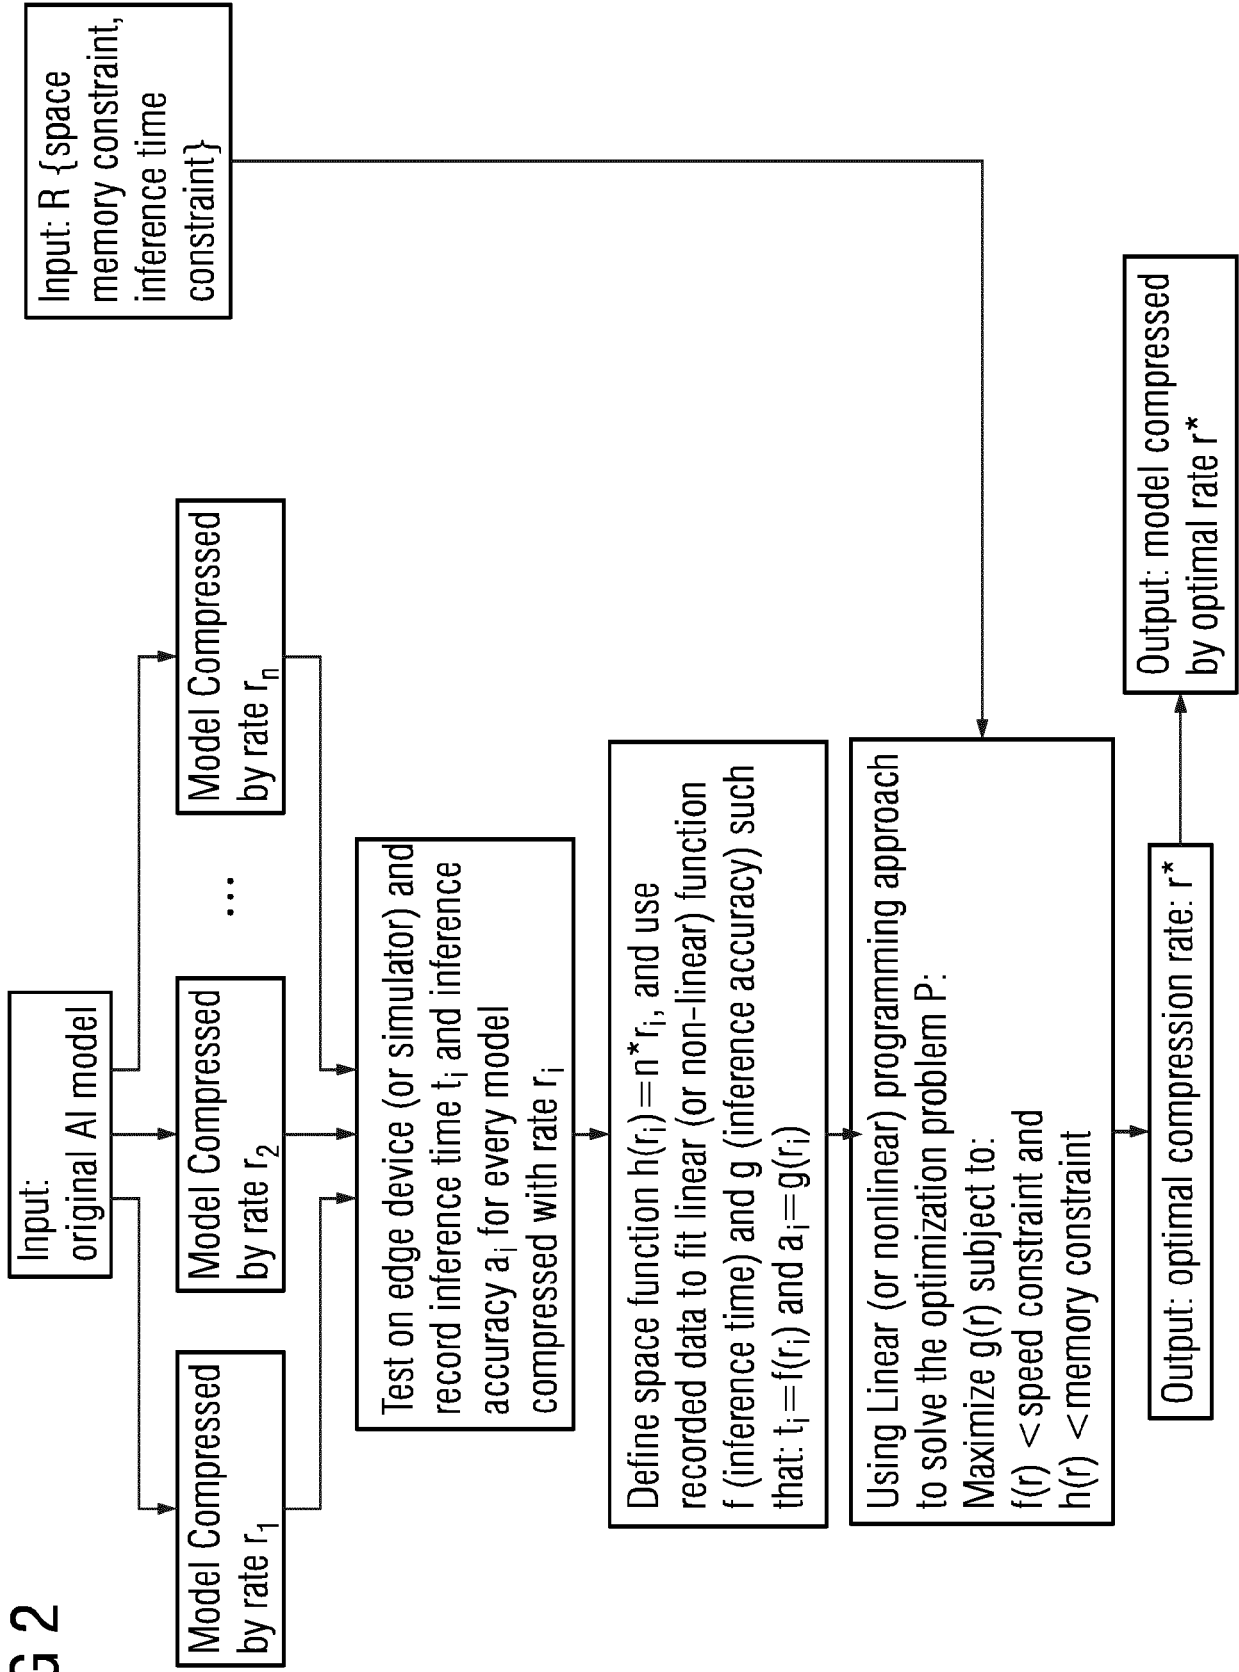 G 2
Input:
original AI model
Input: R {space
memory constraint,
inference time
constraint}
Model Compressed
by rate r₁
Model Compressed
by rate r₂
...
Model Compressed
by rate rₙ
Test on edge device (or simulator) and
record inference time tᵢ and inference
accuracy aᵢ for every model
compressed with rate rᵢ
Define space function h(rᵢ)=n*rᵢ, and use
recorded data to fit linear (or non-linear) function
f (inference time) and g (inference accuracy) such
that: tᵢ=f(rᵢ) and aᵢ=g(rᵢ)
Using Linear (or nonlinear) programming approach
to solve the optimization problem P:
Maximize g(r) subject to:
f(r) <speed constraint and
h(r) <memory constraint
Output: optimal compression rate: r*
Output: model compressed
by optimal rate r*